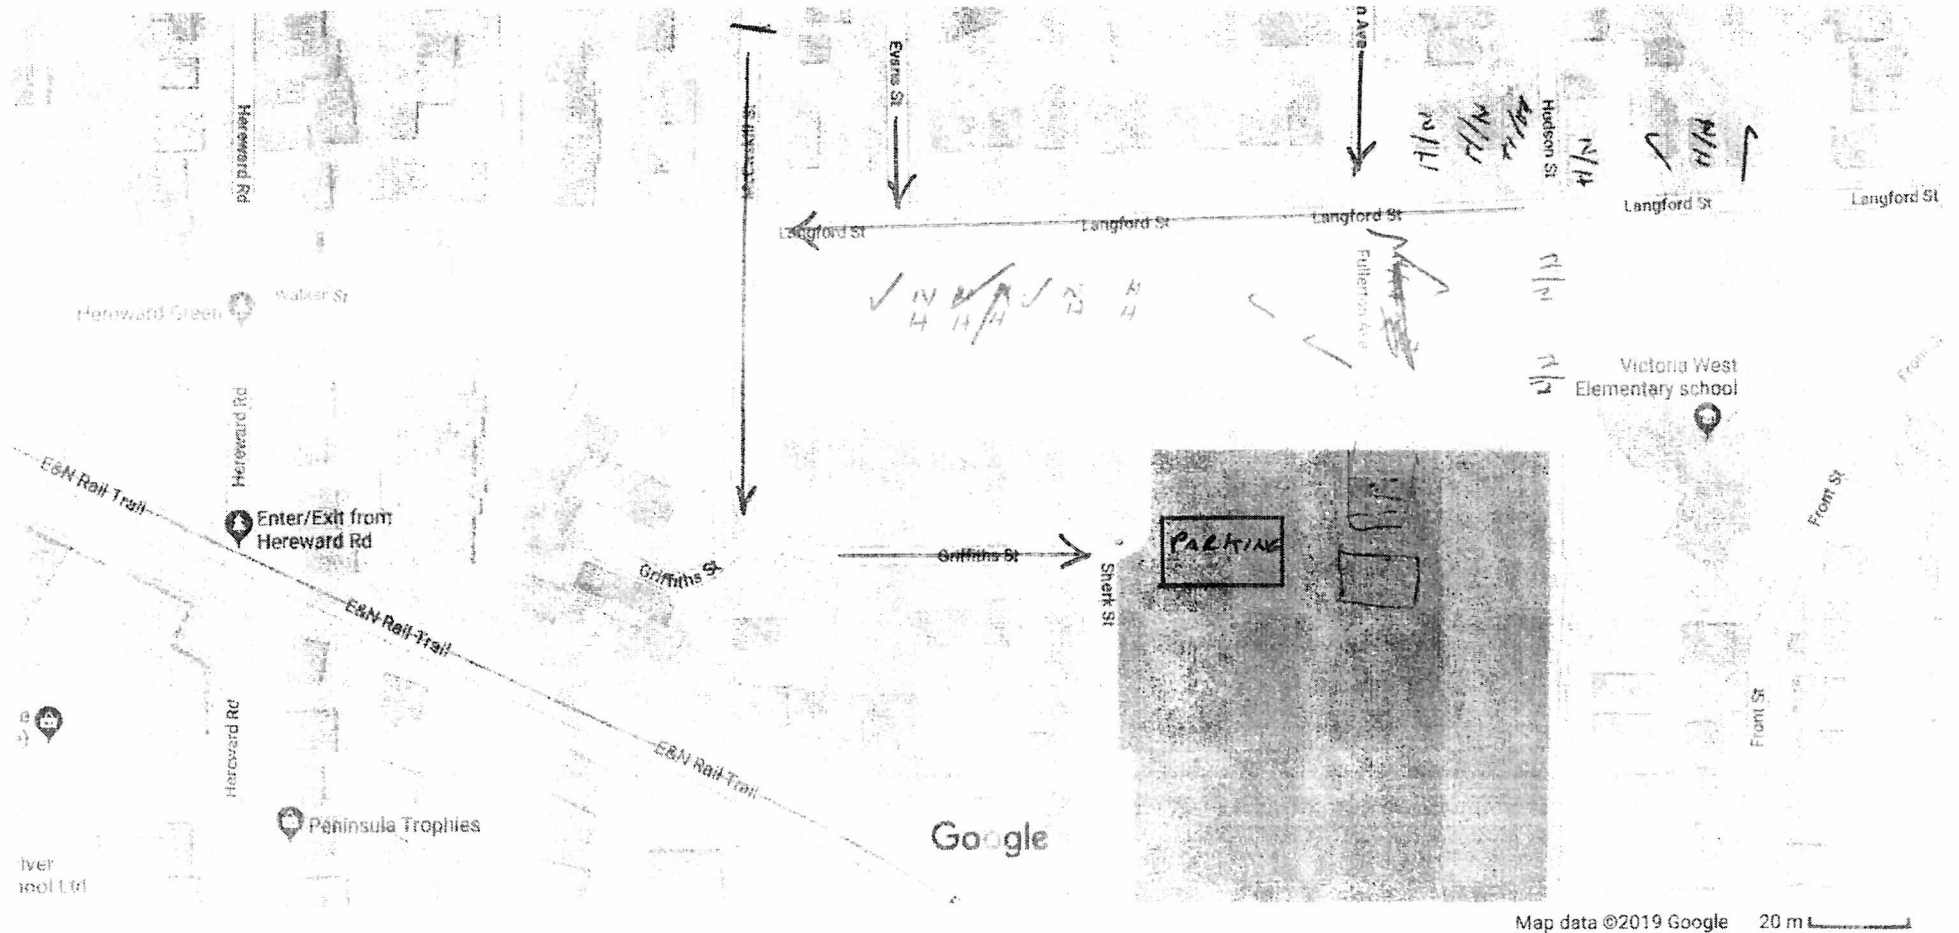 n Ave
Evans St
Hereward Rd
Hudson St
H/N
H/N
H/N
H/N
H/N
Langford St
Langford St
Langford St
Langford St
Langford St
Fullerton Ave
Walker St
Hereward Green
N
H
N
H
N
H
N
H
H/N
H/N
Victoria West
Elementary school
Front St
Hereward Rd
E&N Rail Trail
Enter/Exit from
Hereward Rd
Front St
PARKING
Griffiths St
Griffiths St
Sherk St
E&N Rail Trail
Hereward Rd
Front St
E&N Rail Trail
Peninsula Trophies
Google
Map data ©2019 Google 20 m